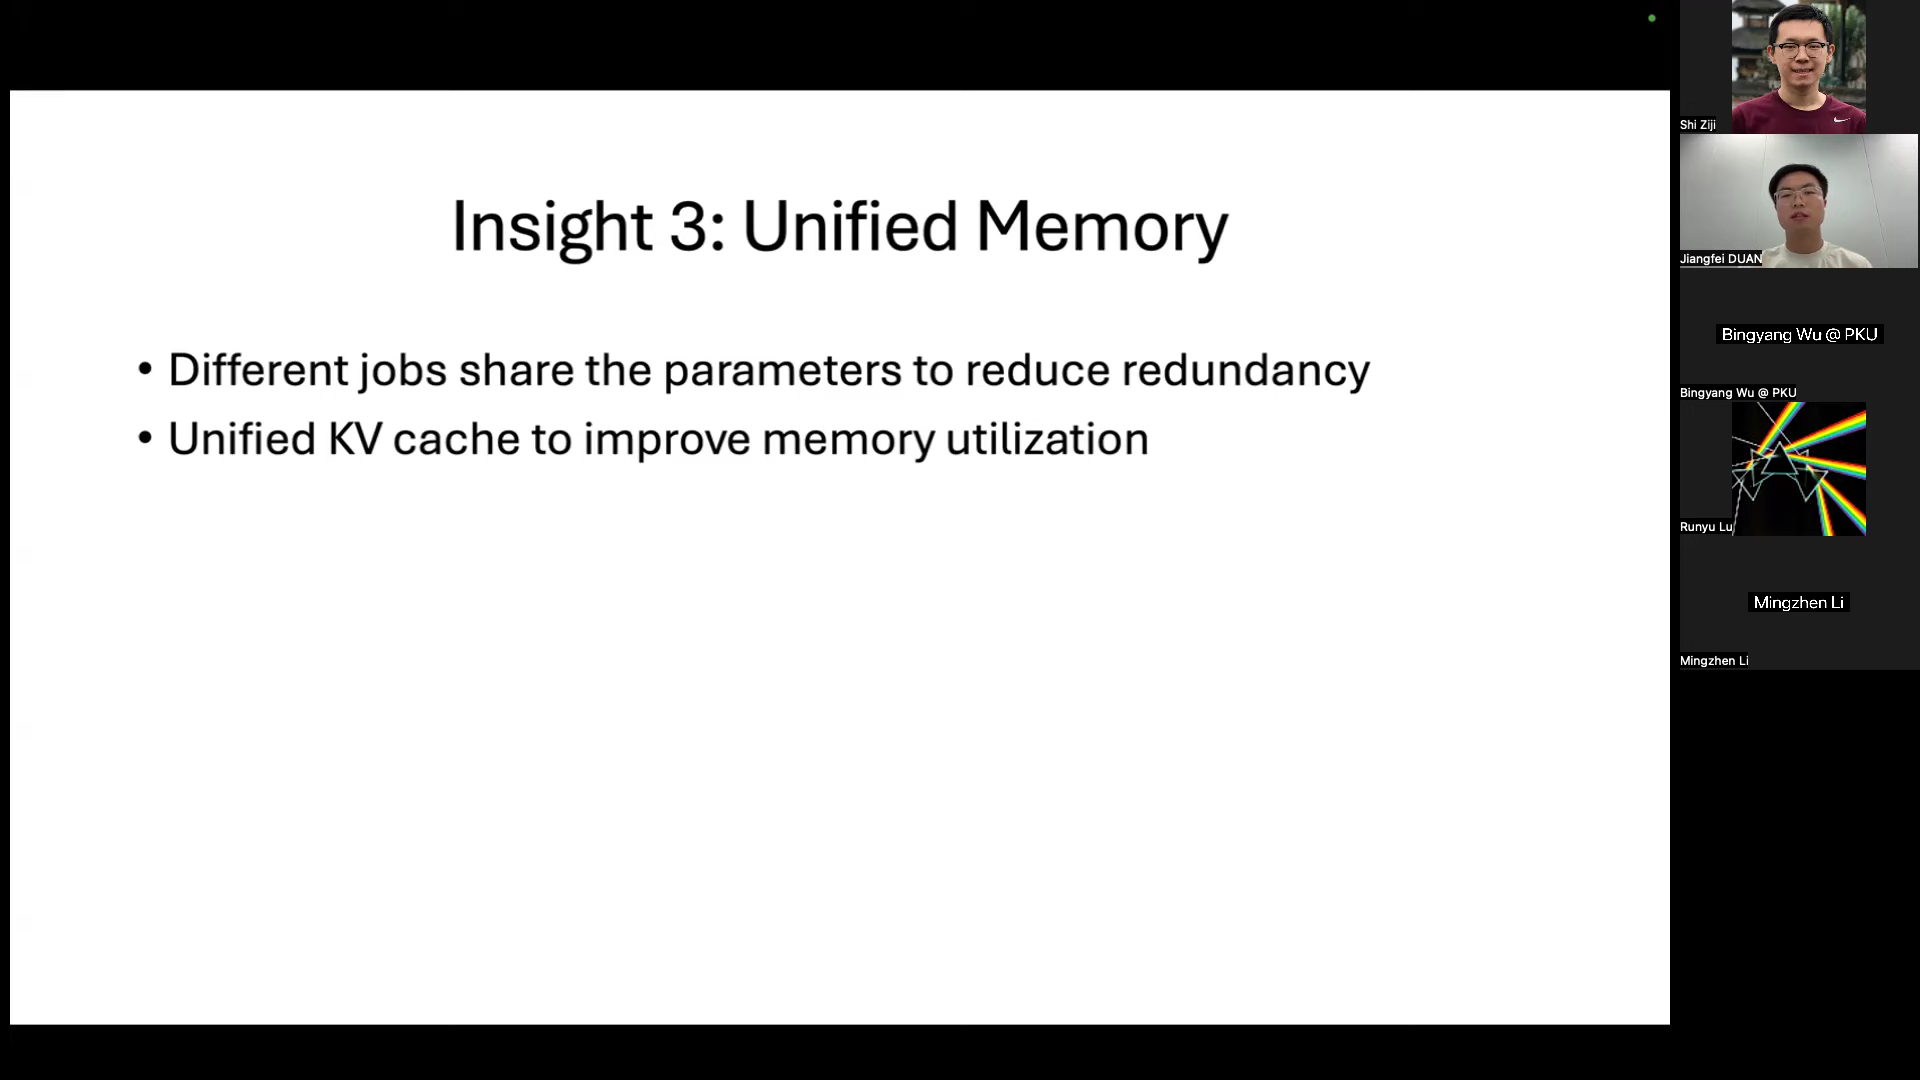 Insight 3: Unified Memory
• Different jobs share the parameters to reduce redundancy
• Unified KV cache to improve memory utilization
Shi Ziji
Jiangfei DUAN
Bingyang Wu @ PKU
Bingyang Wu @ PKU
Runyu Lu
Mingzhen Li
Mingzhen Li